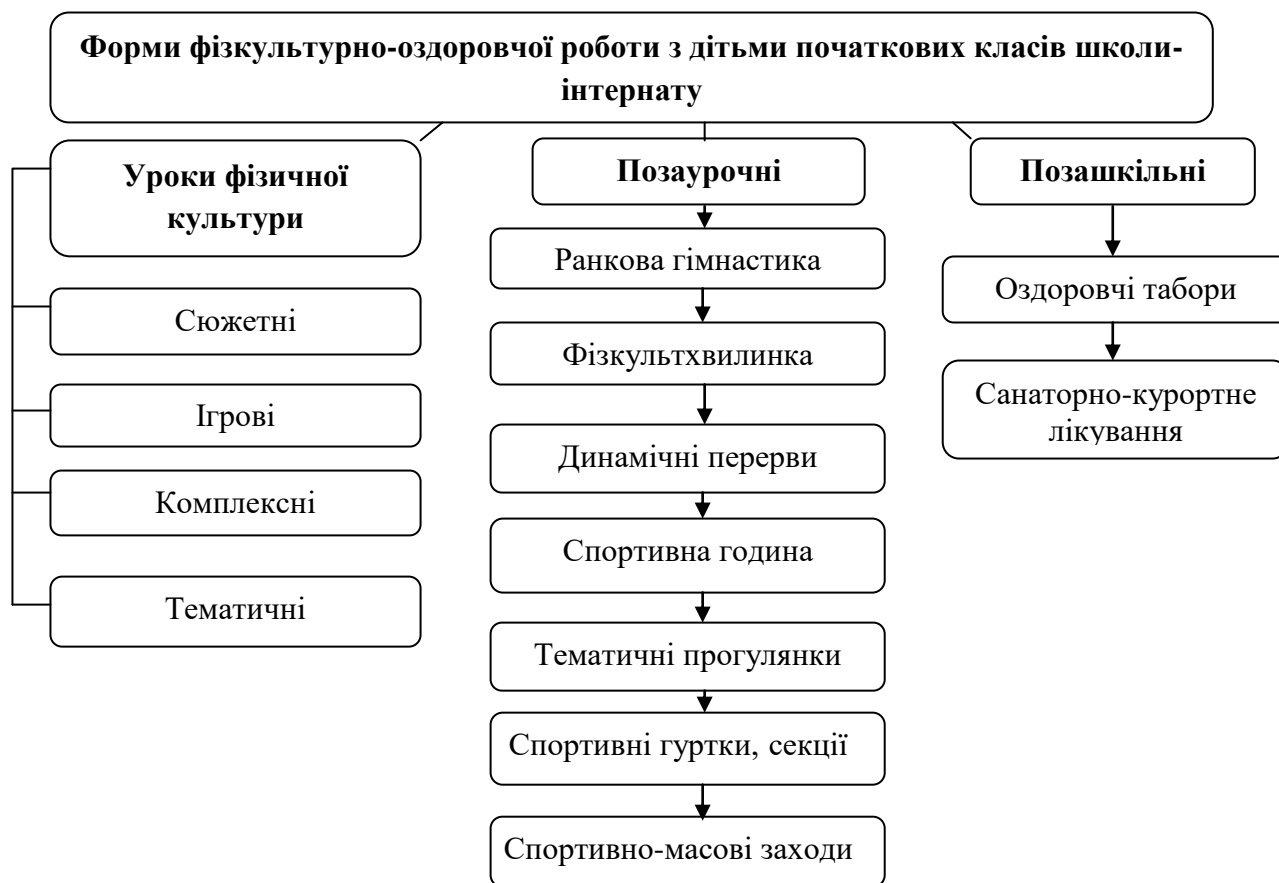 Форми фізкультурно-оздоровчої роботи з дітьми початкових класів школи-
інтернату
Уроки фізичної
культури
Сюжетні
Ігрові
Комплексні
Тематичні
Позаурочні
Ранкова гімнастика
Фізкультхвилинка
Динамічні перерви
Спортивна година
Тематичні прогулянки
Спортивні гуртки, секції
Спортивно-масові заходи
Позашкільні
Оздоровчі табори
Санаторно-курортне
лікування